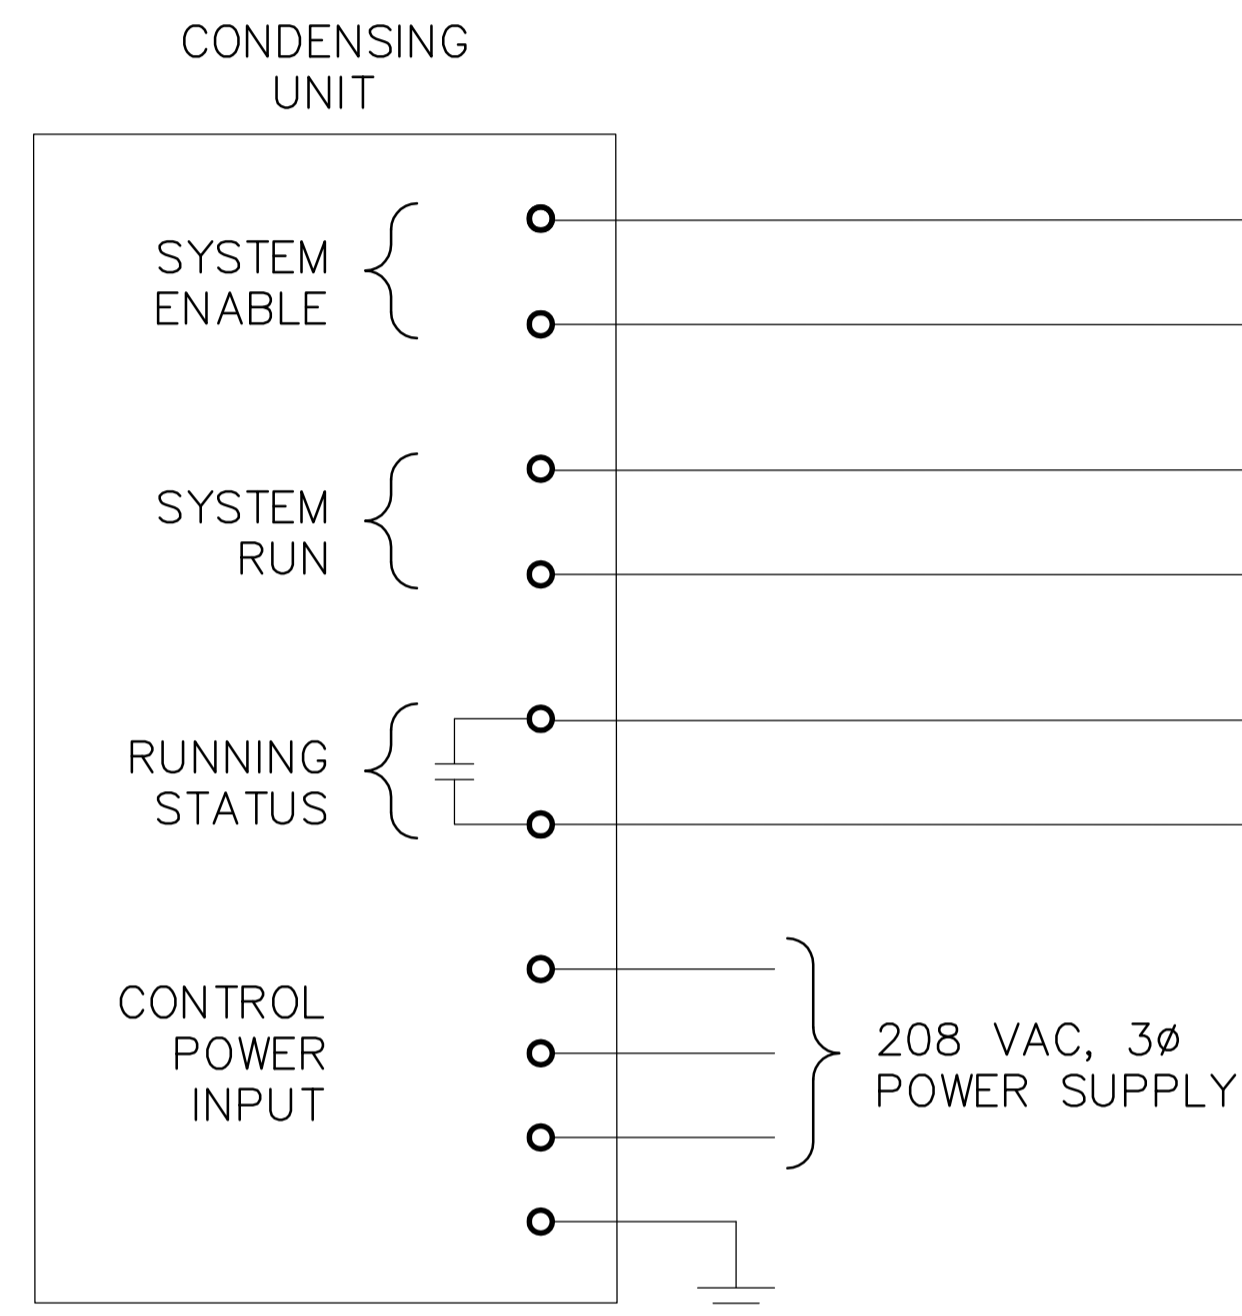 CONDENSING
UNIT
SYSTEM
ENABLE
SYSTEM
RUN
RUNNING
STATUS
CONTROL
POWER
INPUT
208 VAC, 3ø
POWER SUPPLY